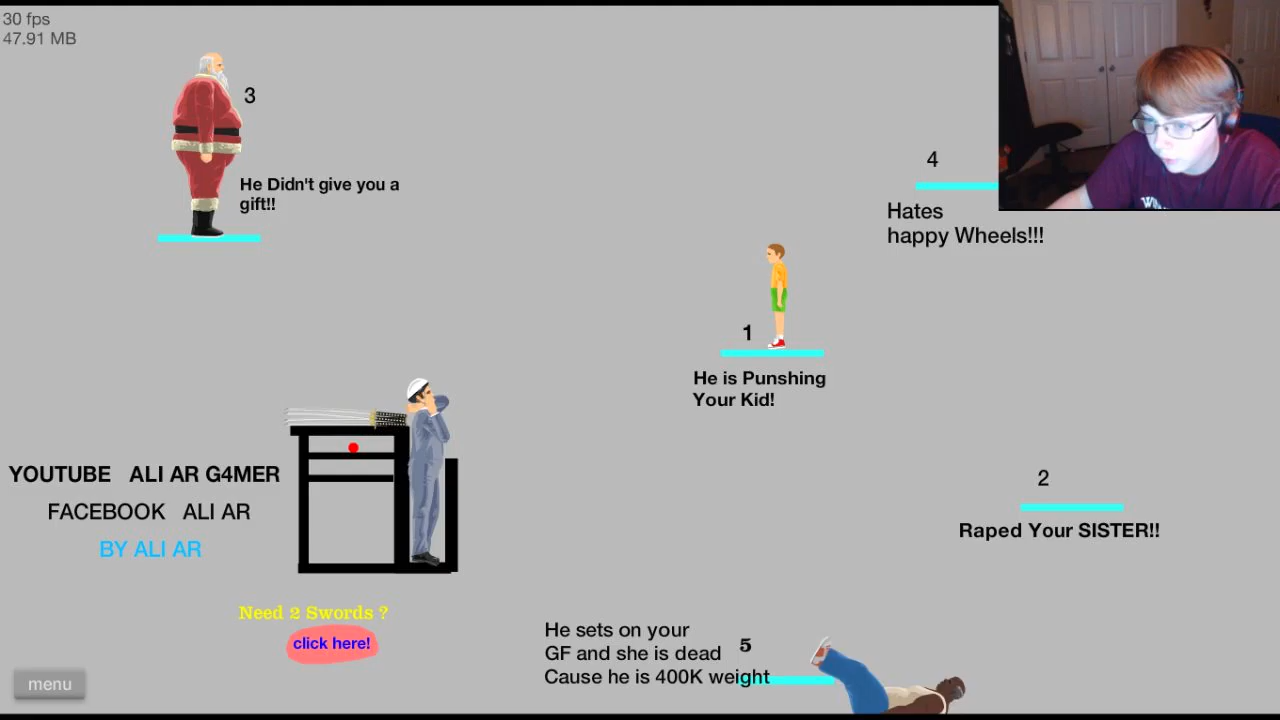 30 fps
47.91 MB
3
He Didn't give you a
gift!!
4
Hates
happy Wheels!!!
1
He is Punshing
Your Kid!
YOUTUBE ALI AR G4MER
FACEBOOK ALI AR
BY ALI AR
2
Raped Your SISTER!!
Need 2 Swords ?
click here!
He sets on your
GF and she is dead
Cause he is 400K weight
5
menu